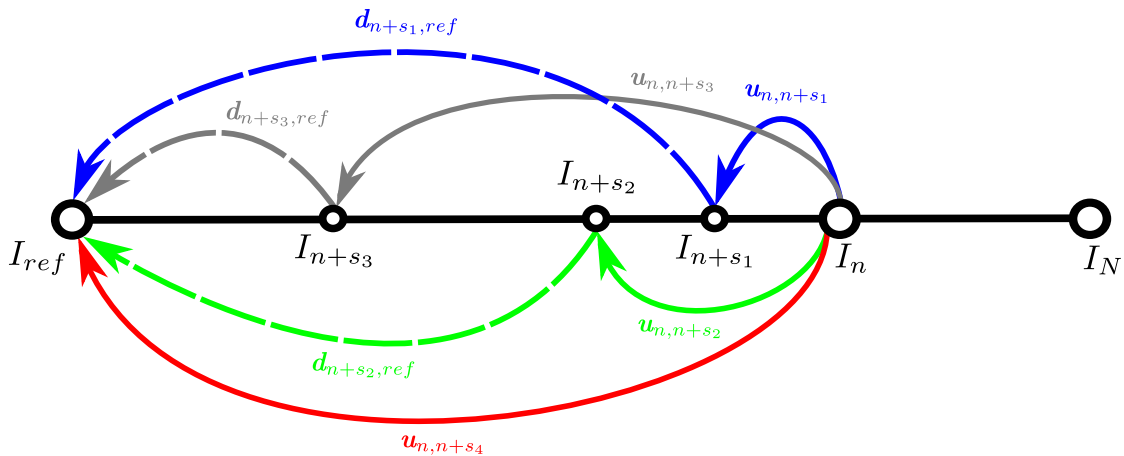 d_{n+s_1,ref}
u_{n,n+s_3}
u_{n,n+s_1}
d_{n+s_3,ref}
I_{n+s_2}
I_{ref}
I_{n+s_3}
I_{n+s_1}
I_n
I_N
u_{n,n+s_2}
d_{n+s_2,ref}
u_{n,n+s_4}